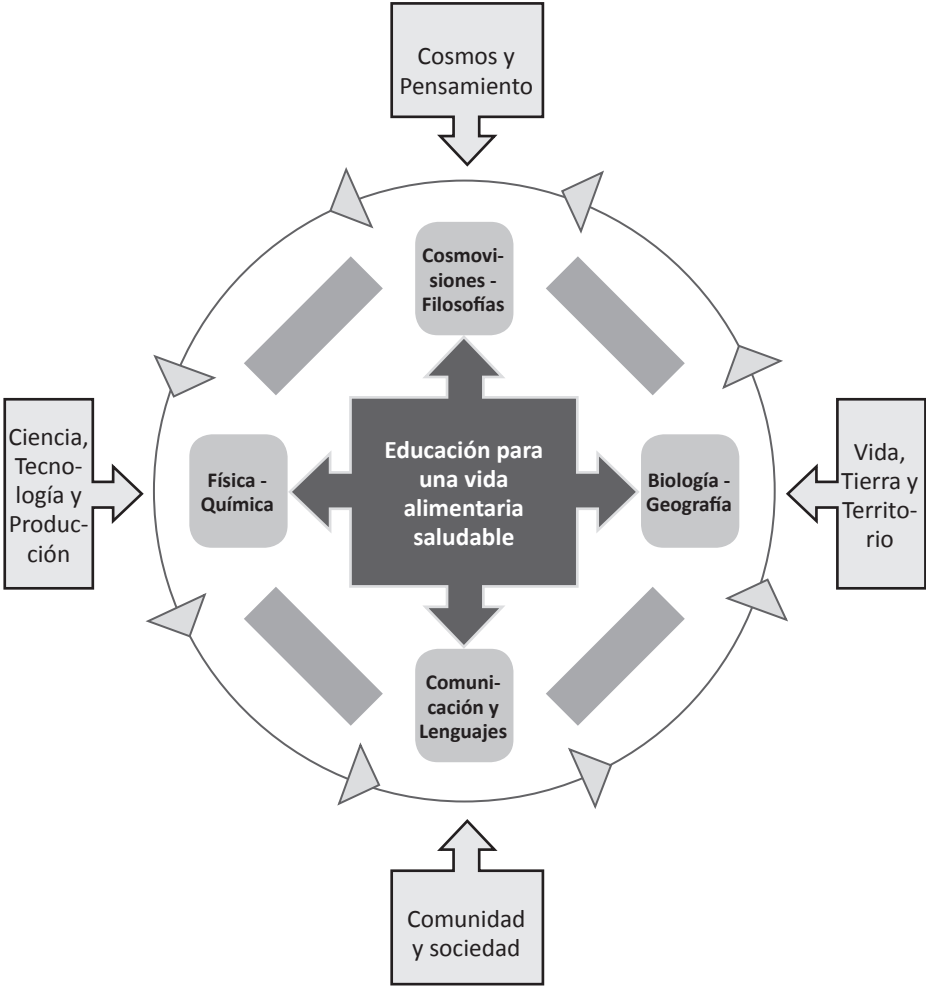 Cosmos y
Pensamiento
Cosmovi-
siones -
Filosofías
Ciencia,
Tecno-
logía y
Produc-
ción
Física -
Química
Educación para
una vida
alimentaria
saludable
Biología -
Geografía
Vida,
Tierra y
Territo-
rio
Comuni-
cación y
Lenguajes
Comunidad
y sociedad